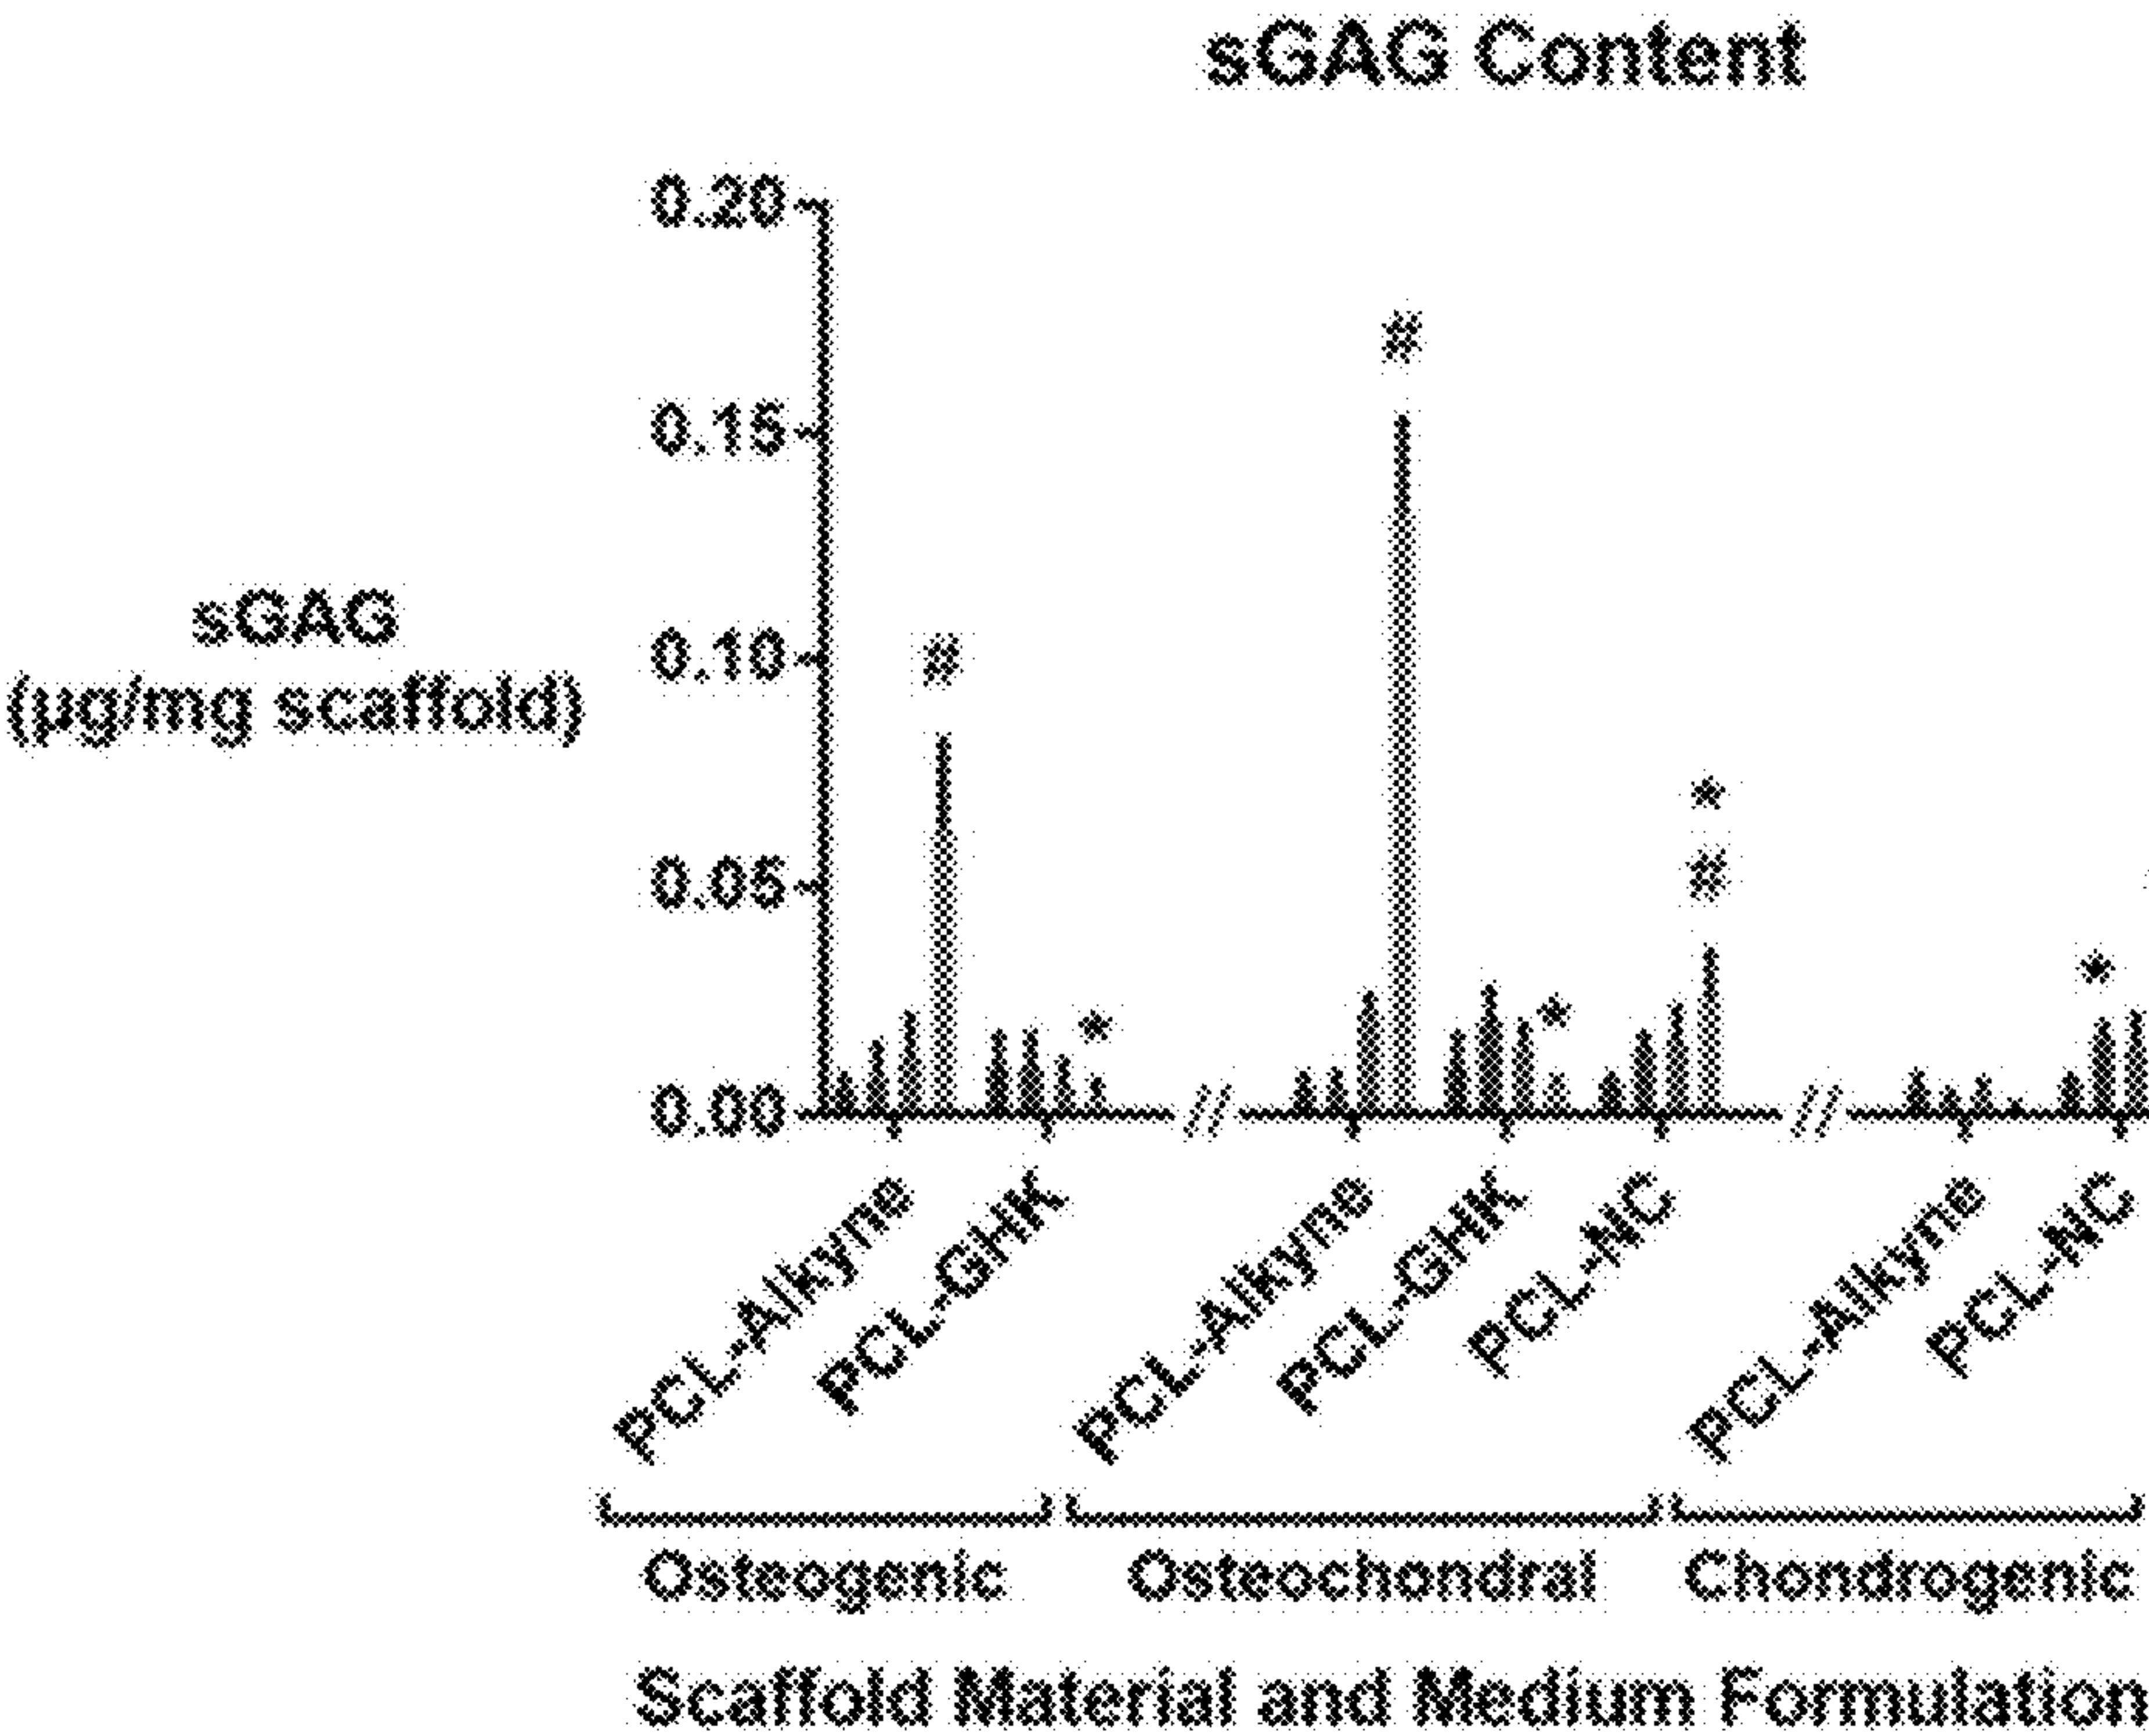 sGAG Content
0.20
0.15
0.10
0.05
0.00
sGAG
(µg/mg scaffold)
#
#
*
#
*
*
*
PCL-Alkyne
PCL-GHK
PCL-Alkyne
PCL-GHK
PCL-NC
PCL-Alkyne
PCL-NC
Osteogenic
Osteochondral
Chondrogenic
Scaffold Material and Medium Formulation